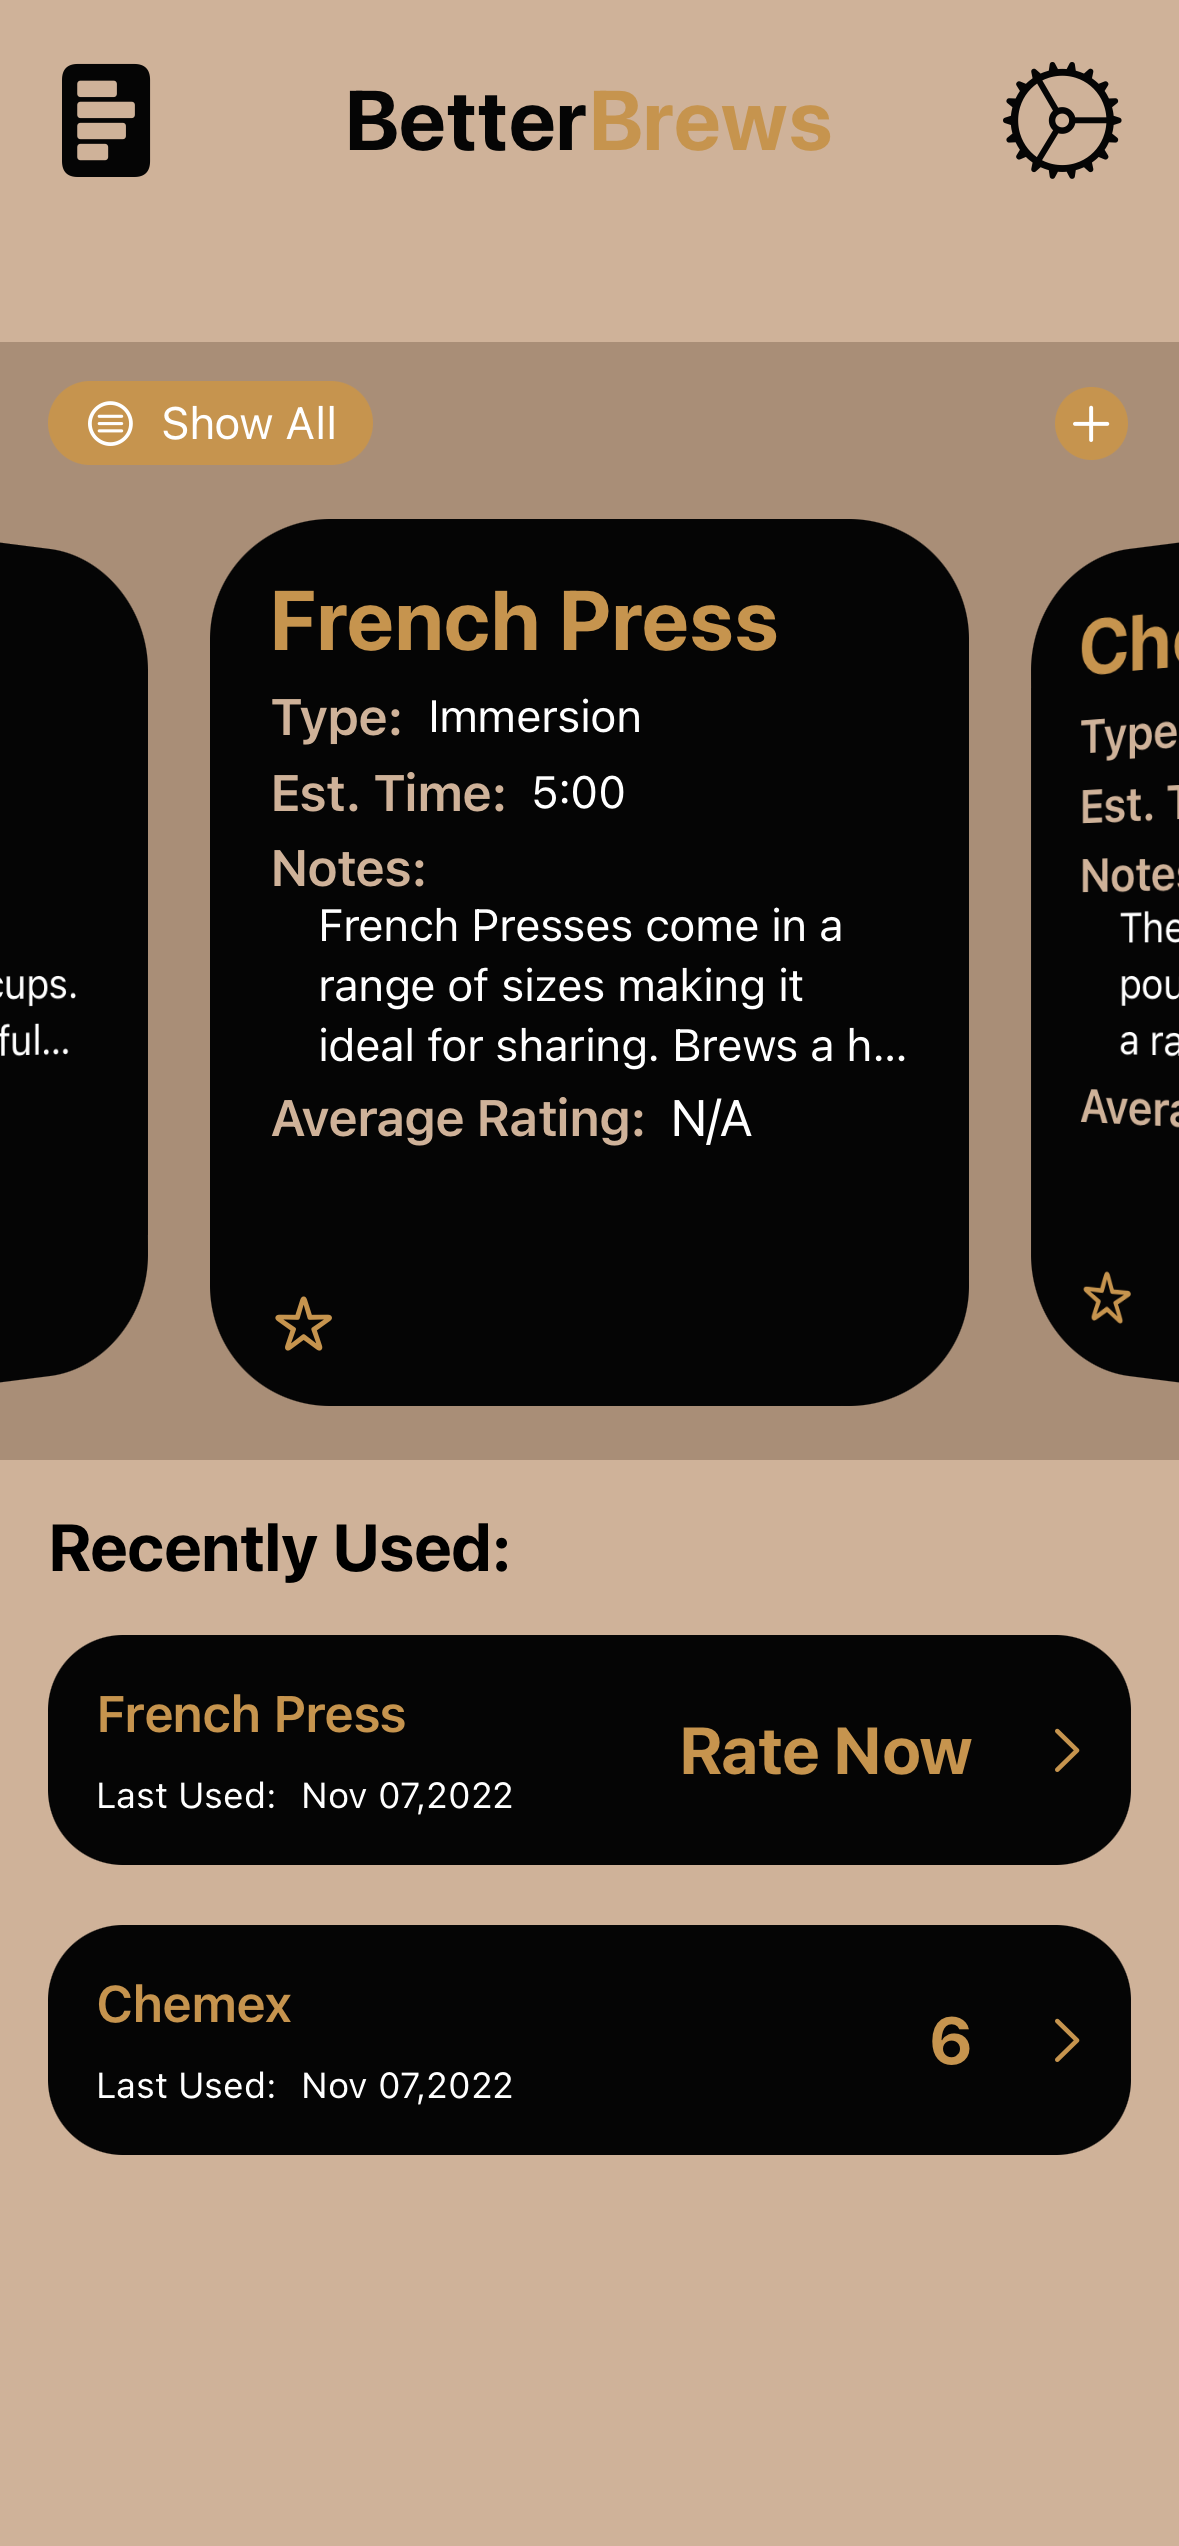 BetterBrews
Show All
cups.
ful...
French Press
Type: Immersion
Est. Time: 5:00
Notes:
French Presses come in a
range of sizes making it
ideal for sharing. Brews a h...
Average Rating: N/A
Che
Type
Est. T
Notes
The
pou
a ra
Avera
Recently Used:
French Press
Last Used: Nov 07,2022
Rate Now
Chemex
Last Used: Nov 07,2022
6